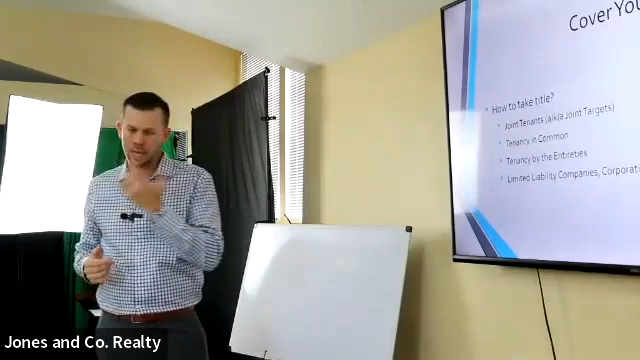 Cover You
How to take title?
Joint Tenants (a/k/a Joint Targets)
Tenancy in Common
Tenancy by the Entireties
Limited Liability Companies, Corporati
Jones and Co. Realty